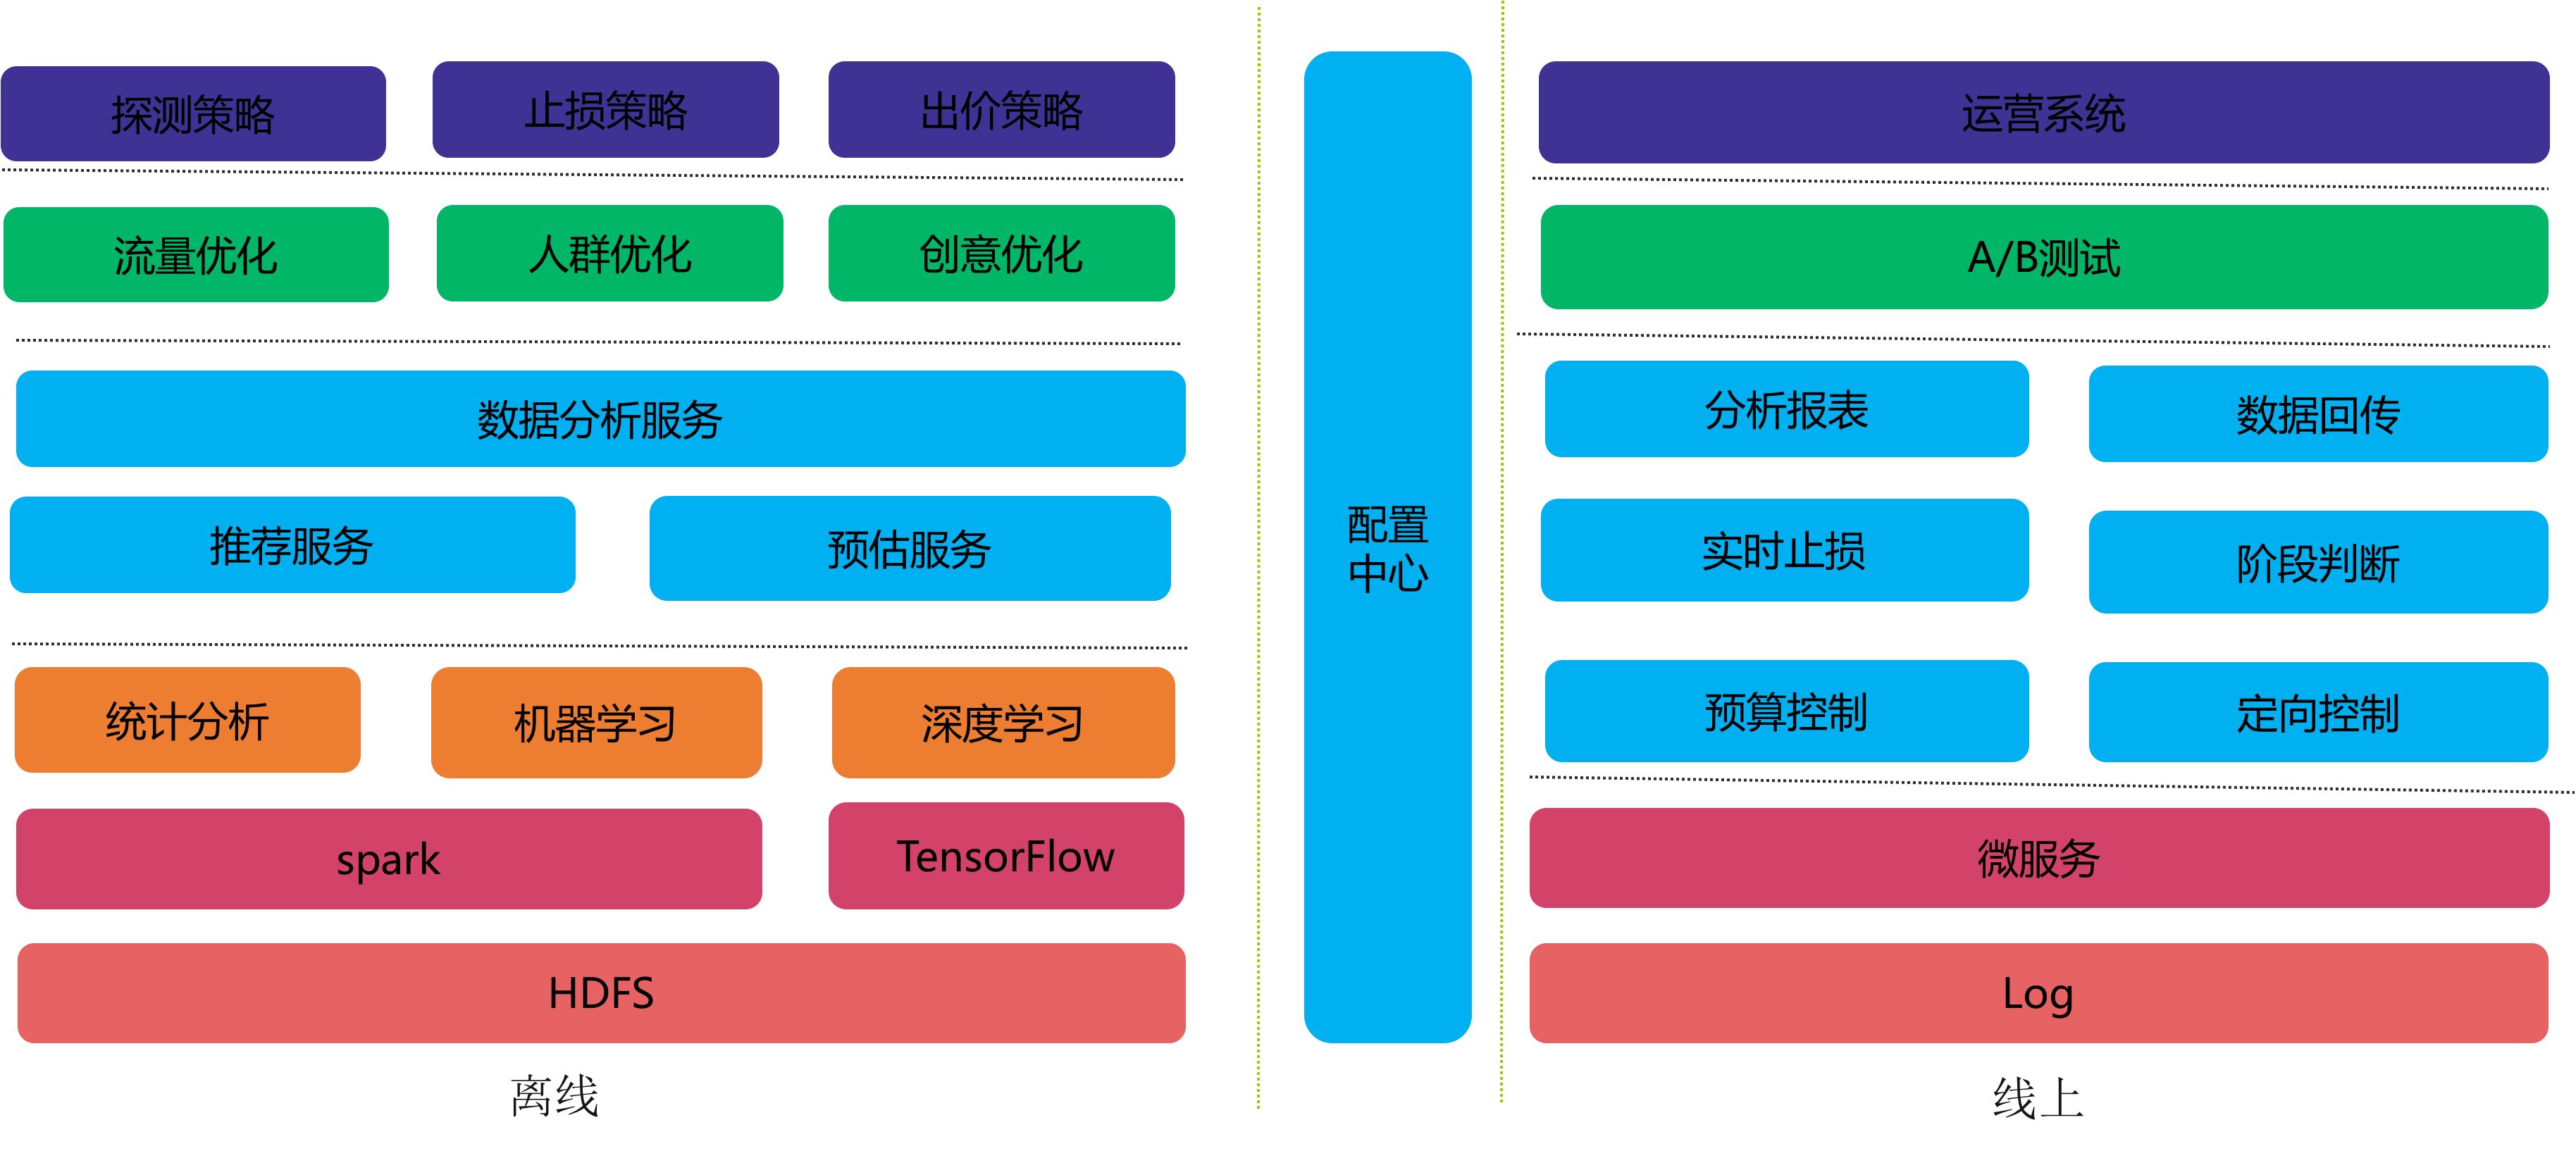 探测策略
止损策略
出价策略
流量优化
人群优化
创意优化
数据分析服务
推荐服务
预估服务
统计分析
机器学习
深度学习
spark
TensorFlow
HDFS
离线
配置
中心
运营系统
A/B测试
分析报表
数据回传
实时止损
阶段判断
预算控制
定向控制
微服务
Log
线上